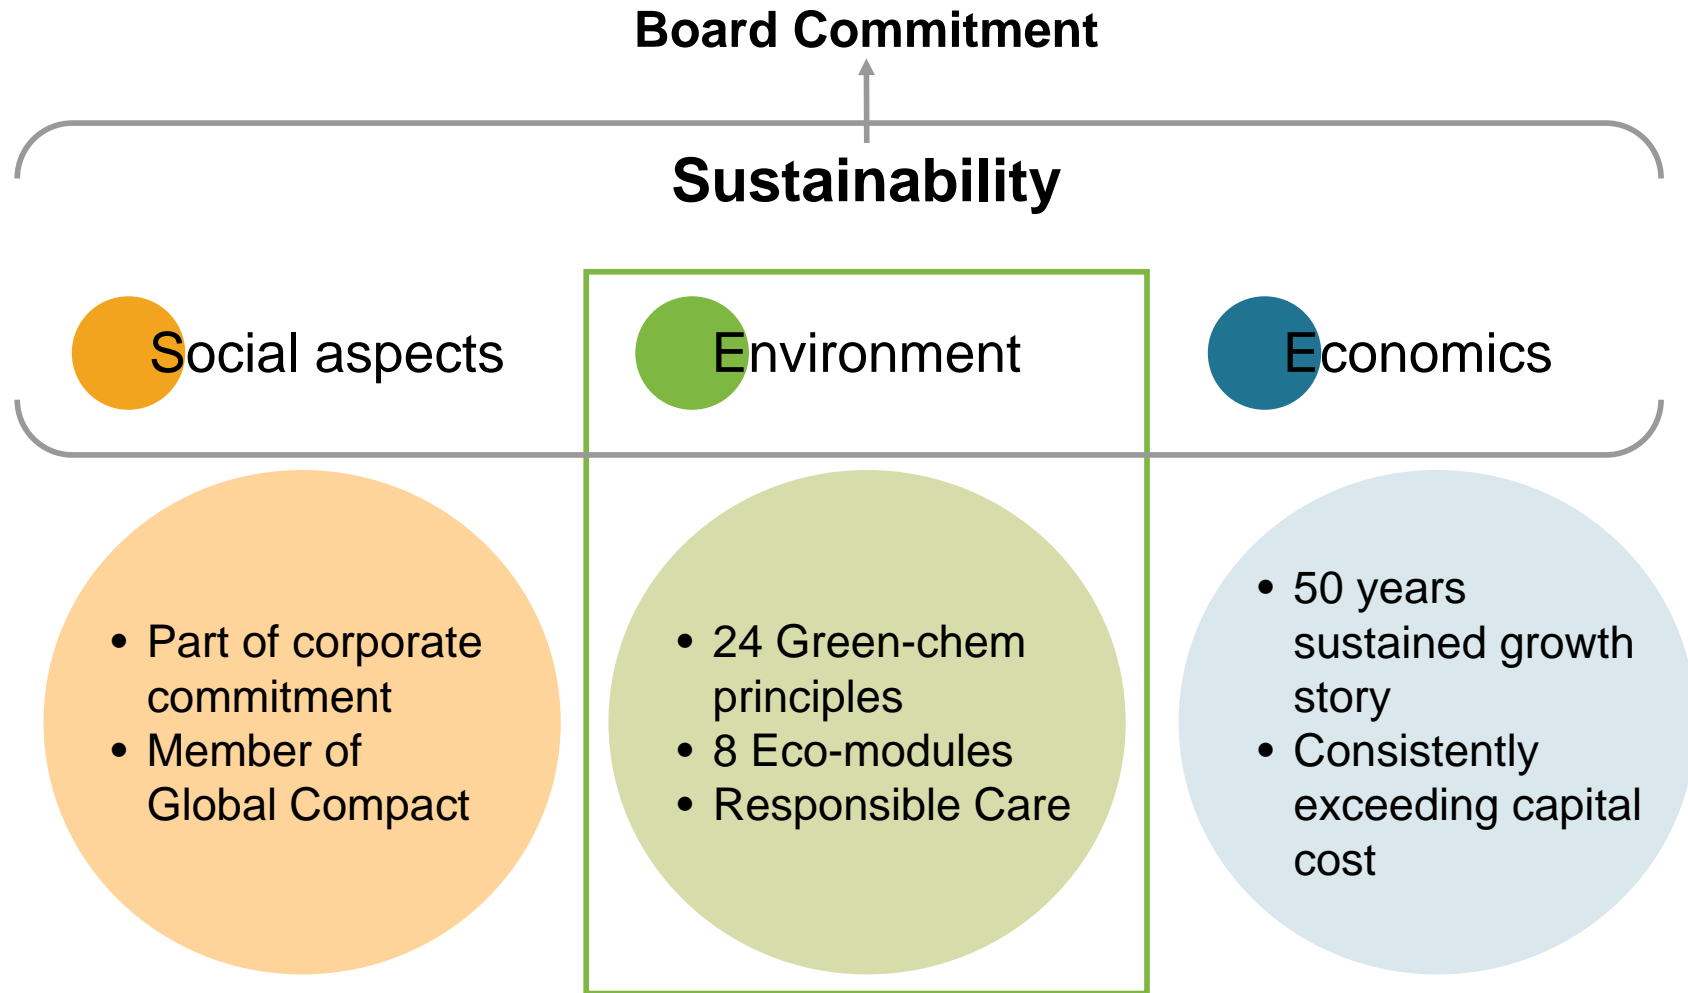 Board Commitment
Sustainability
Social aspects
Environment
Economics
• Part of corporate
commitment
• Member of
Global Compact
• 24 Green-chem
principles
• 8 Eco-modules
• Responsible Care
• 50 years
sustained growth
story
• Consistently
exceeding capital
cost